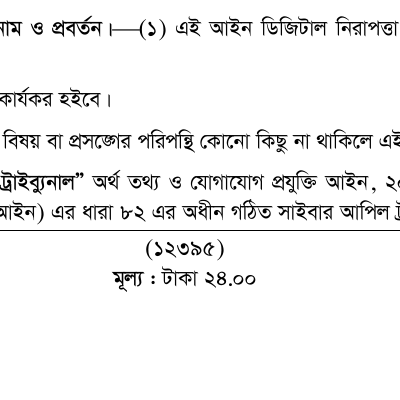 নাম ও প্রবর্তন।—(১) এই আইন ডিজিটাল নিরাপত্তা
কার্যকর হইবে।
বিষয় বা প্রসঙ্গের পরিপন্থি কোনো কিছু না থাকিলে এই
ট্রাইব্যুনাল” অর্থ তথ্য ও যোগাযোগ প্রযুক্তি আইন, ২০
আইন) এর ধারা ৮২ এর অধীন গঠিত সাইবার আপিল
(১২৩৯৫)
মূল্য : টাকা ২৪.০০